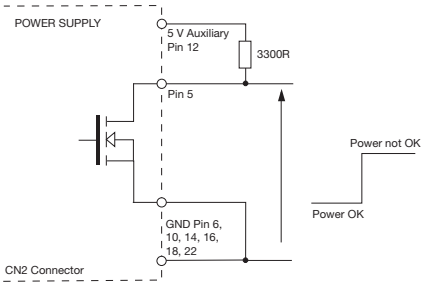 POWER SUPPLY
5 V Auxiliary
Pin 12
3300R
Pin 5
Power not OK
Power OK
GND Pin 6,
10, 14, 16,
18, 22
CN2 Connector